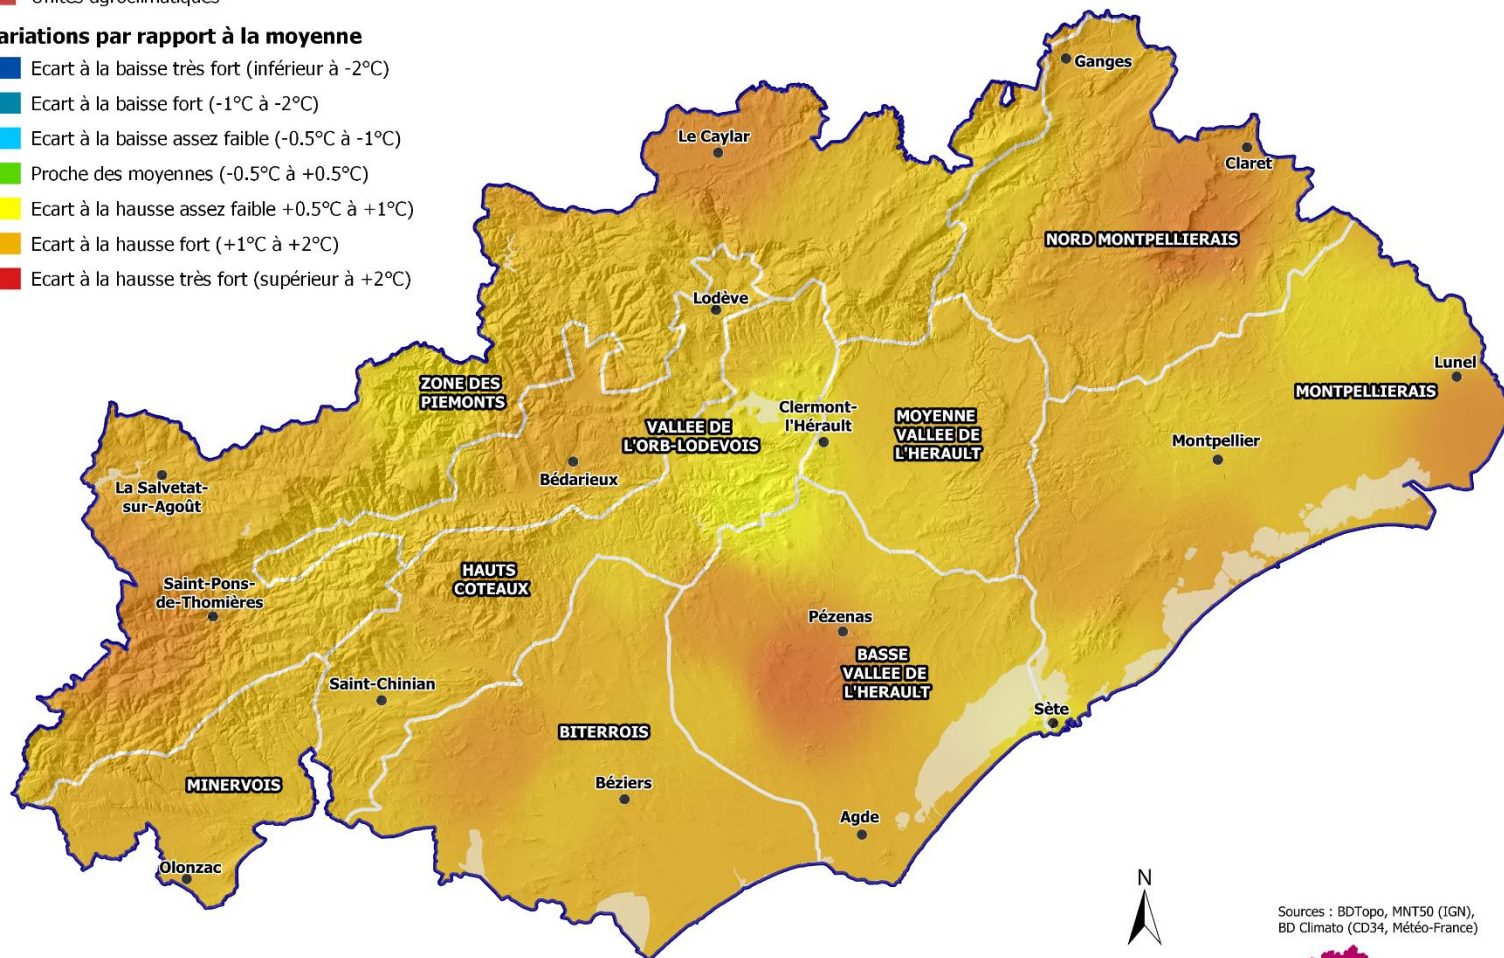 Unités agroclimatiques
ariations par rapport à la moyenne
Ecart à la baisse très fort (inférieur à -2°C)
Ecart à la baisse fort (-1°C à -2°C)
Ecart à la baisse assez faible (-0.5°C à -1°C)
Proche des moyennes (-0.5°C à +0.5°C)
Ecart à la hausse assez faible +0.5°C à +1°C)
Ecart à la hausse fort (+1°C à +2°C)
Ecart à la hausse très fort (supérieur à +2°C)
Ganges
Le Caylar
Claret
NORD MONTPELLIERAIS
Lodève
Lunel
ZONE DES
PIEMONTS
MONTPELLIERAIS
Clermont-
l'Hérault
MOYENNE
VALLEE DE
L'HERAULT
VALLEE DE
L'ORB-LODEVOIS
Montpellier
Bédarieux
La Salvetat-
sur-Agoût
HAUTS
COTEAUX
Saint-Pons-
de-Thomières
Pézenas
BASSE
VALLEE DE
L'HERAULT
Saint-Chinian
Sète
BITERROIS
MINERVOIS
Béziers
Agde
Olonzac
N
Sources : BDTopo, MNT50 (IGN),
BD Climato (CD34, Météo-France)